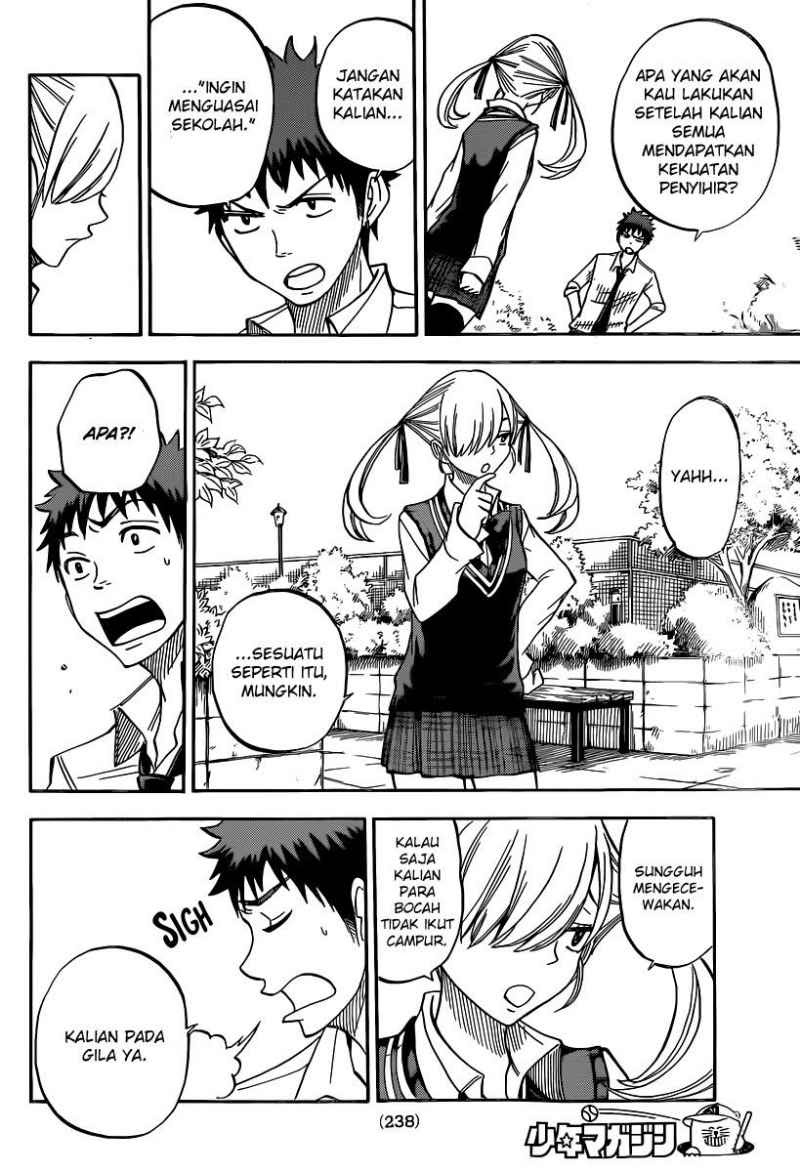 APA YANG AKAN
KAU LAKUKAN
SETELAH KALIAN
SEMUA
MENDAPATKAN
KEKUATAN
PENYIHIR?
JANGAN
KATAKAN
KALIAN...
..."INGIN
MENGUASAI
SEKOLAH."
YAHH...
...SESUATU
SEPERTI ITU,
MUNGKIN.
APA?!
SUNGGUH
MENGECE-
WAKAN.
KALAU
SAJA
KALIAN
PARA
BOCAH
TIDAK IKUT
CAMPUR.
SIGH
KALIAN PADA
GILA YA.
(238)
少年マガジン